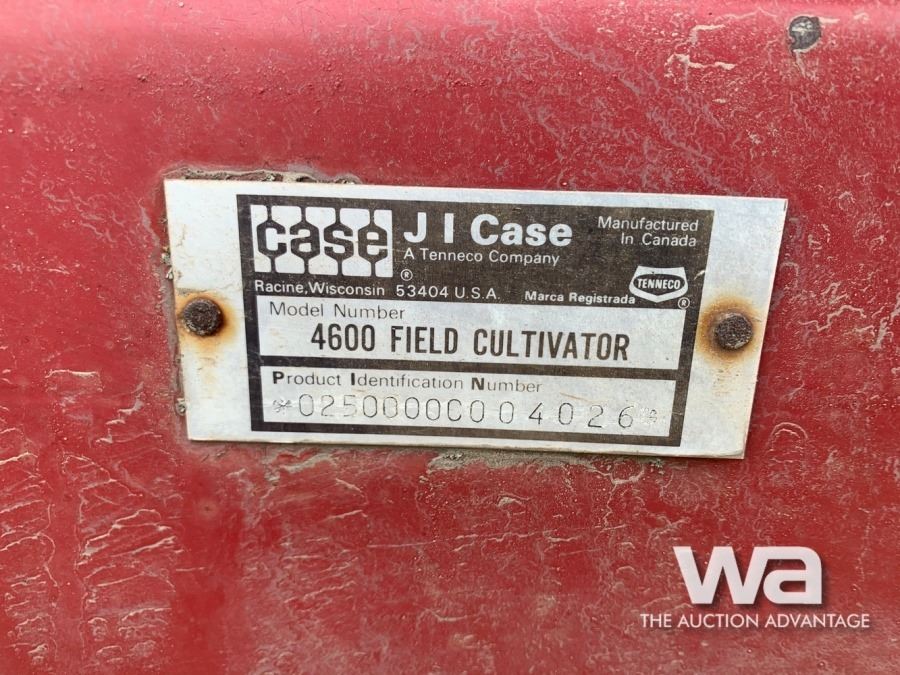 case
J I Case
A Tenneco Company
Manufactured
In Canada
®
TENNECO
®
Racine, Wisconsin 53404 U.S.A.
Marca Registrada
Model Number
4600 FIELD CULTIVATOR
Product Identification Number
*02500000004026*
wa
THE AUCTION ADVANTAGE